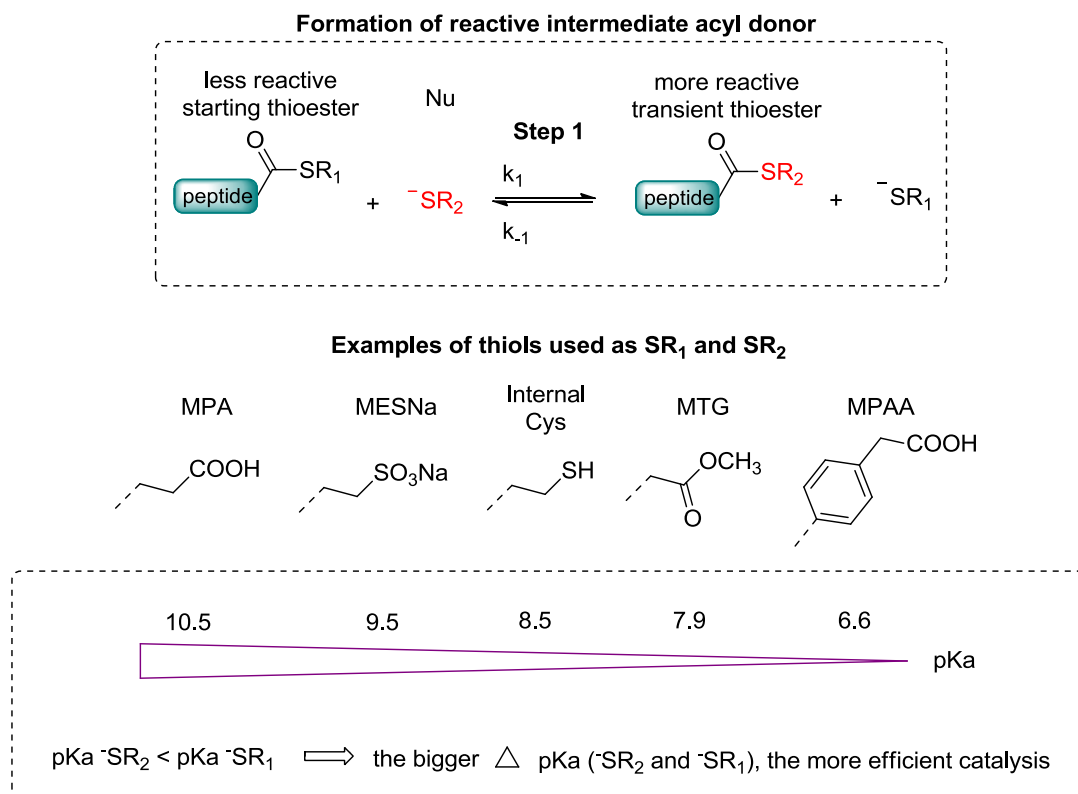 Formation of reactive intermediate acyl donor
less reactive
starting thioester
Nu
more reactive
transient thioester
Step 1
O
SR₁
peptide
+
⁻SR₂
k₁
k₋₁
O
SR₂
peptide
+
⁻SR₁
Examples of thiols used as SR₁ and SR₂
MPA
MESNa
Internal
Cys
MTG
MPAA
COOH
SO₃Na
SH
OCH₃
O
COOH
10.5 9.5 8.5 7.9 6.6
pKa
pKa ⁻SR₂ < pKa ⁻SR₁ ⇒ the bigger △ pKa (⁻SR₂ and ⁻SR₁), the more efficient catalysis